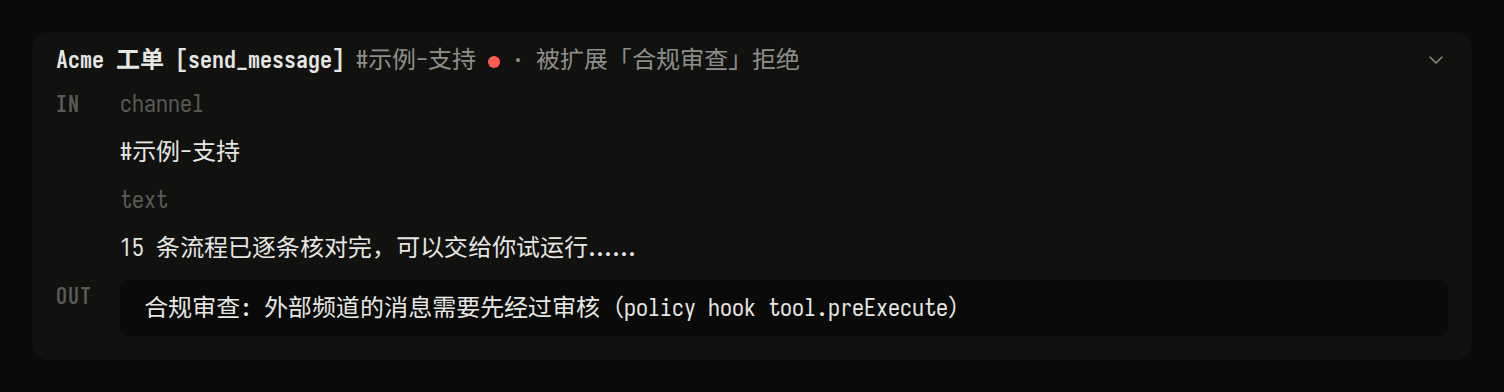 Acme 工单 [send_message] #示例-支持 ● · 被扩展「合规审查」拒绝
IN channel
#示例-支持
text
15 条流程已逐条核对完，可以交给你试运行……
OUT 合规审查：外部频道的消息需要先经过审核（policy hook tool.preExecute）